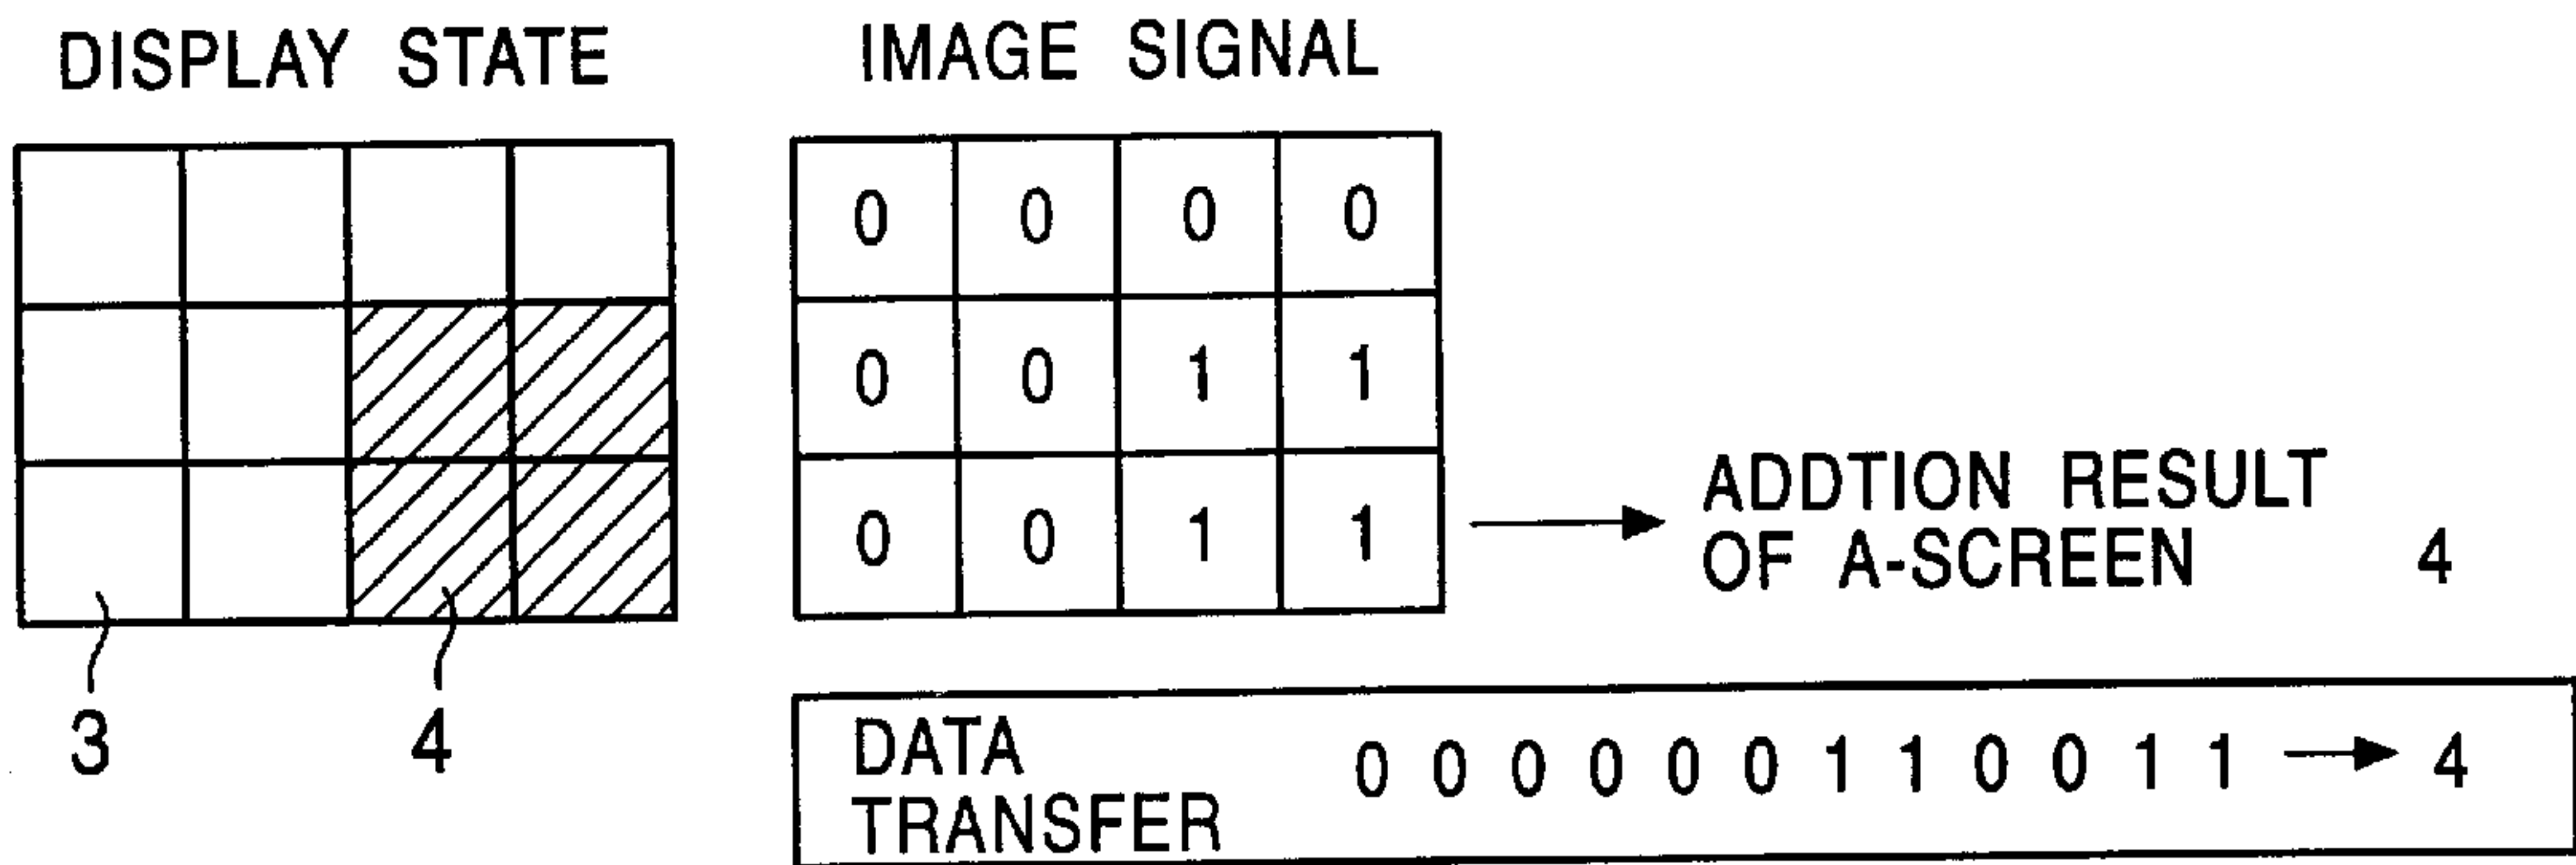 DISPLAY STATE
IMAGE SIGNAL
0 0 0 0
0 0 1 1
0 0 1 1
ADDTION RESULT
OF A-SCREEN 4
3 4
DATA
TRANSFER
0 0 0 0 0 0 1 1 0 0 1 1 → 4